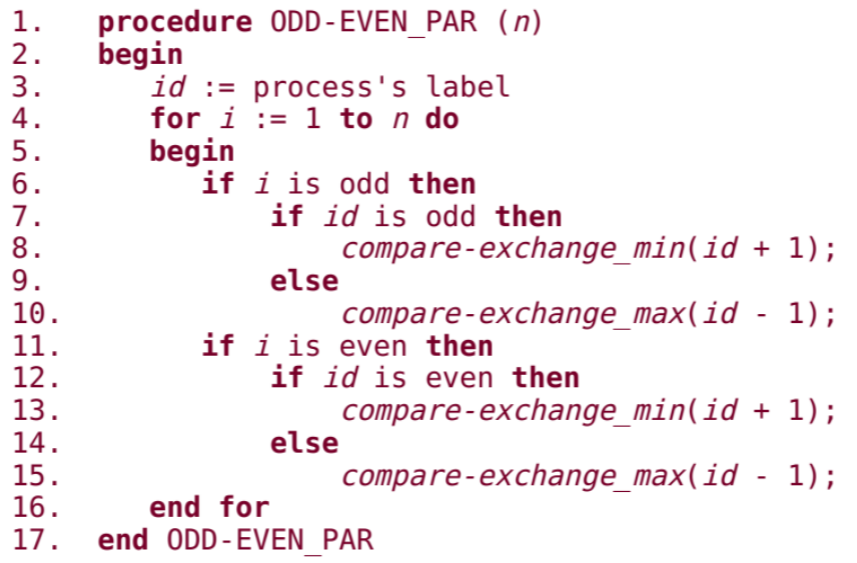 1. procedure ODD-EVEN_PAR (n)
2. begin
3. id := process's label
4. for i := 1 to n do
5. begin
6. if i is odd then
7. if id is odd then
8. compare-exchange_min(id + 1);
9. else
10. compare-exchange_max(id - 1);
11. if i is even then
12. if id is even then
13. compare-exchange_min(id + 1);
14. else
15. compare-exchange_max(id - 1);
16. end for
17. end ODD-EVEN_PAR